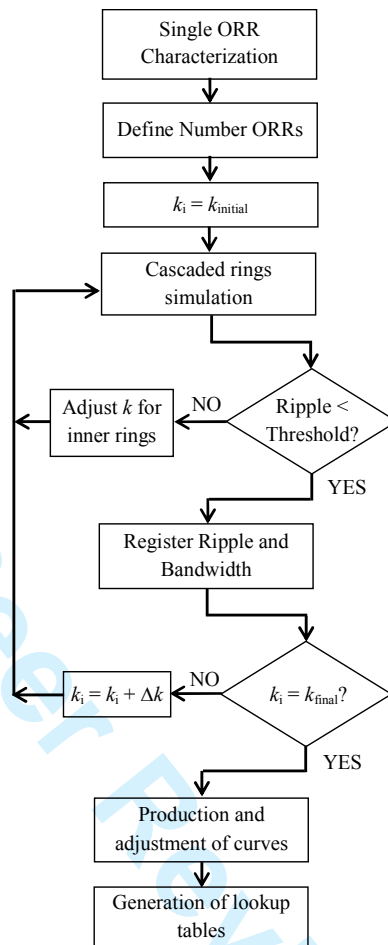 Single ORR
Characterization
Define Number ORRs
k_i = k_initial
Cascaded rings
simulation
Adjust k for
inner rings
NO
Ripple <
Threshold?
YES
Register Ripple and
Bandwidth
k_i = k_i + Δk
NO
k_i = k_final?
YES
Production and
adjustment of curves
Generation of lookup
tables
eer Revi